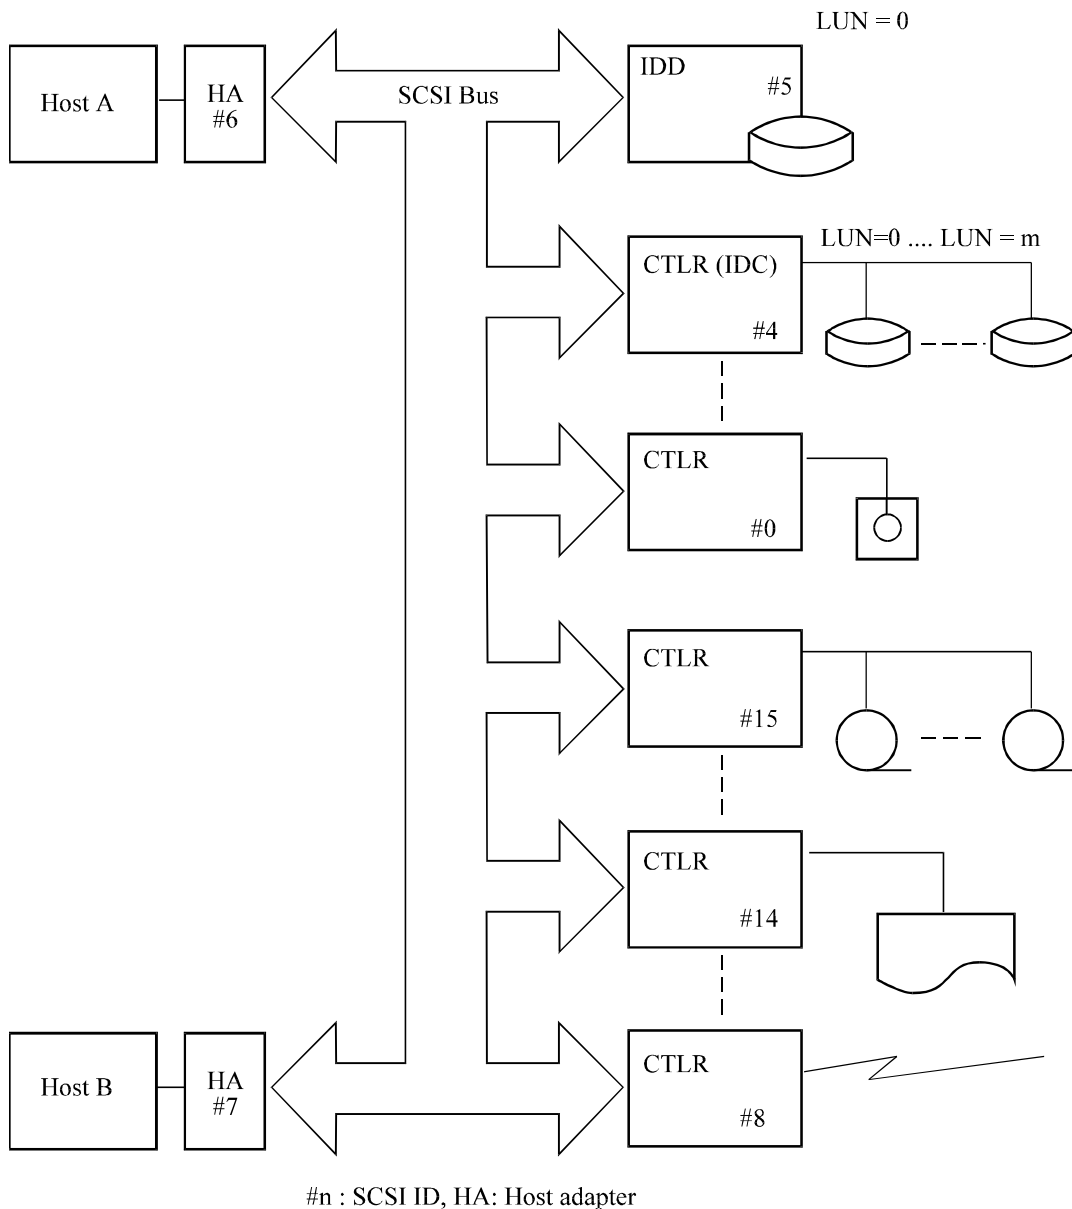 LUN = 0
Host A
HA
#6
SCSI Bus
IDD
#5
LUN=0 .... LUN = m
CTLR (IDC)
#4
CTLR
#0
CTLR
#15
CTLR
#14
Host B
HA
#7
CTLR
#8
#n : SCSI ID, HA: Host adapter